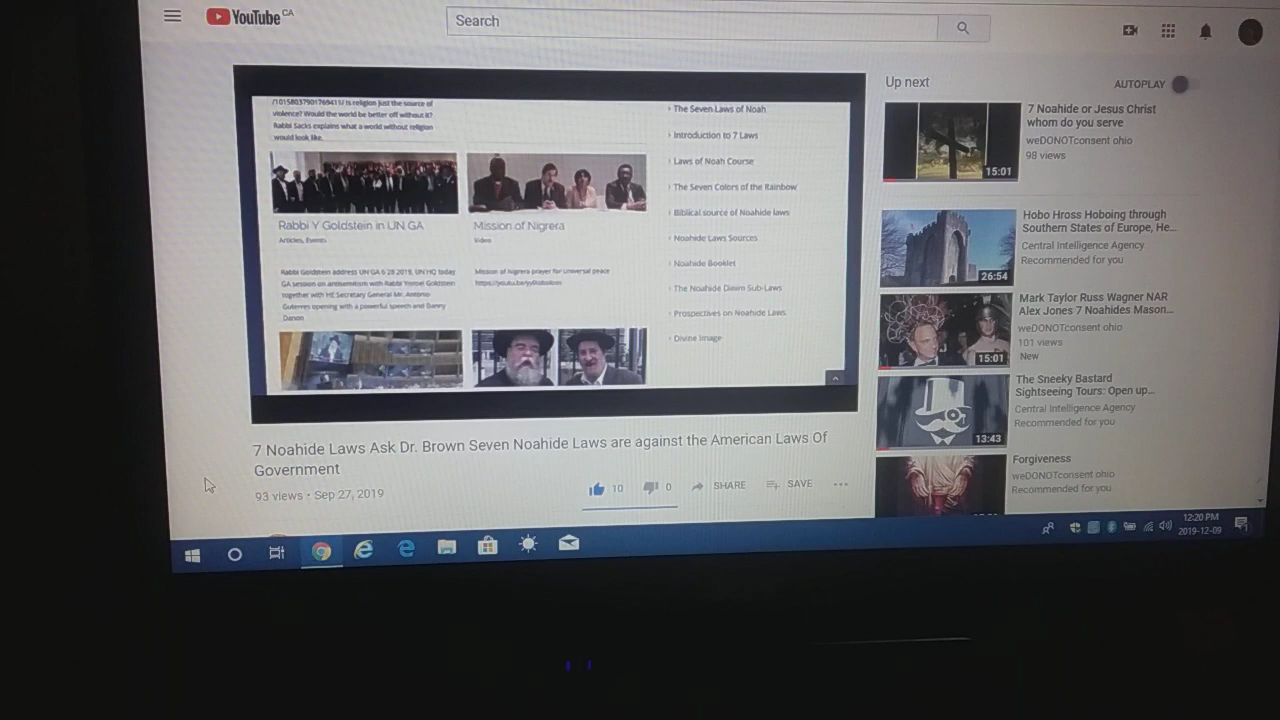 YouTube CA
Search
/10158037901769411/ Is religion just the source of
violence? Would the world be better off without it?
Rabbi Sacks explains what a world without religion
would look like.
Rabbi Y Goldstein in UN GA
Articles, Events
Rabbi Goldstein address UN GA 6 28 2019, UN HQ today
GA session on antisemitism with Rabbi Yoroel Goldstein
together with HE Secretary General Mr. Antonio
Guterres opening with a powerful speech and Danny
Danon
Mission of Nigrera
Video
Mission of Nigrera prayer for universal peace
› The Seven Laws of Noah
› Introduction to 7 Laws
› Laws of Noah Course
› The Seven Colors of the Rainbow
› Biblical source of Noahide laws
› Noahide Laws Sources
› Noahide Booklet
› The Noahide Dinim Sub-Laws
› Prospectives on Noahide Laws
› Divine Image
7 Noahide Laws Ask Dr. Brown Seven Noahide Laws are against the American Laws Of
Government
93 views • Sep 27, 2019
10
0
SHARE
SAVE
Up next
AUTOPLAY
15:01
7 Noahide or Jesus Christ
whom do you serve
weDONOTconsent ohio
98 views
26:54
Hobo Hross Hoboing through
Southern States of Europe, He...
Central Intelligence Agency
Recommended for you
15:01
Mark Taylor Russ Wagner NAR
Alex Jones 7 Noahides Mason...
weDONOTconsent ohio
101 views
New
13:43
The Sneeky Bastard
Sightseeing Tours: Open up...
Central Intelligence Agency
Recommended for you
Forgiveness
weDONOTconsent ohio
Recommended for you
12:20 PM
2019-12-09